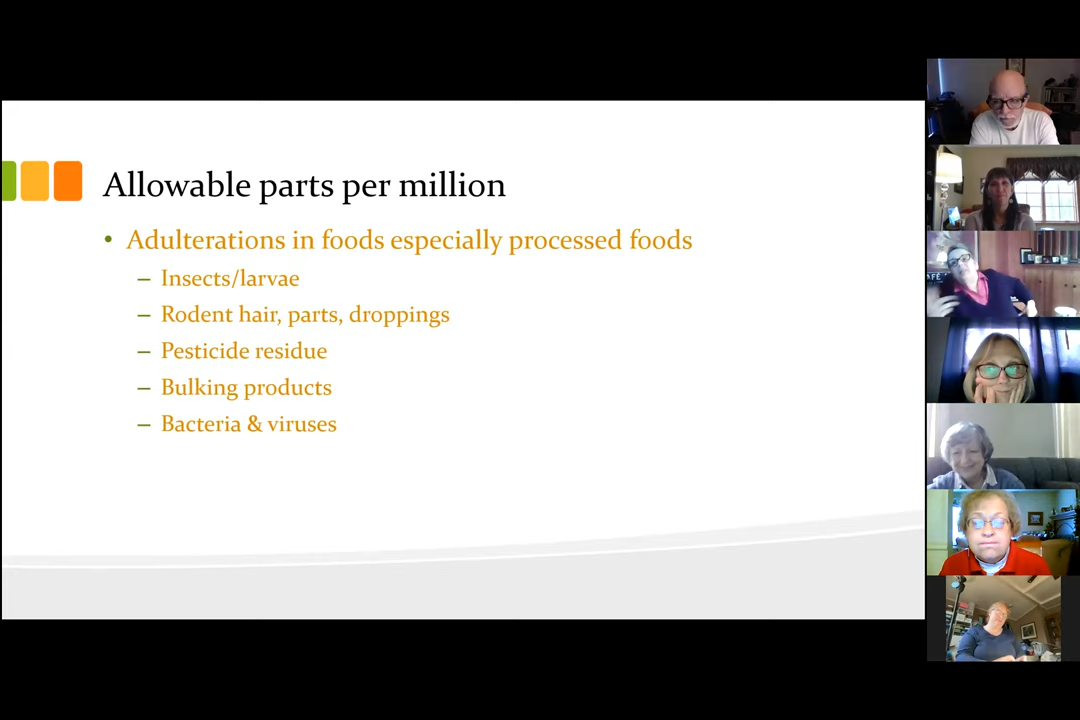 Allowable parts per million
• Adulterations in foods especially processed foods
– Insects/larvae
– Rodent hair, parts, droppings
– Pesticide residue
– Bulking products
– Bacteria & viruses